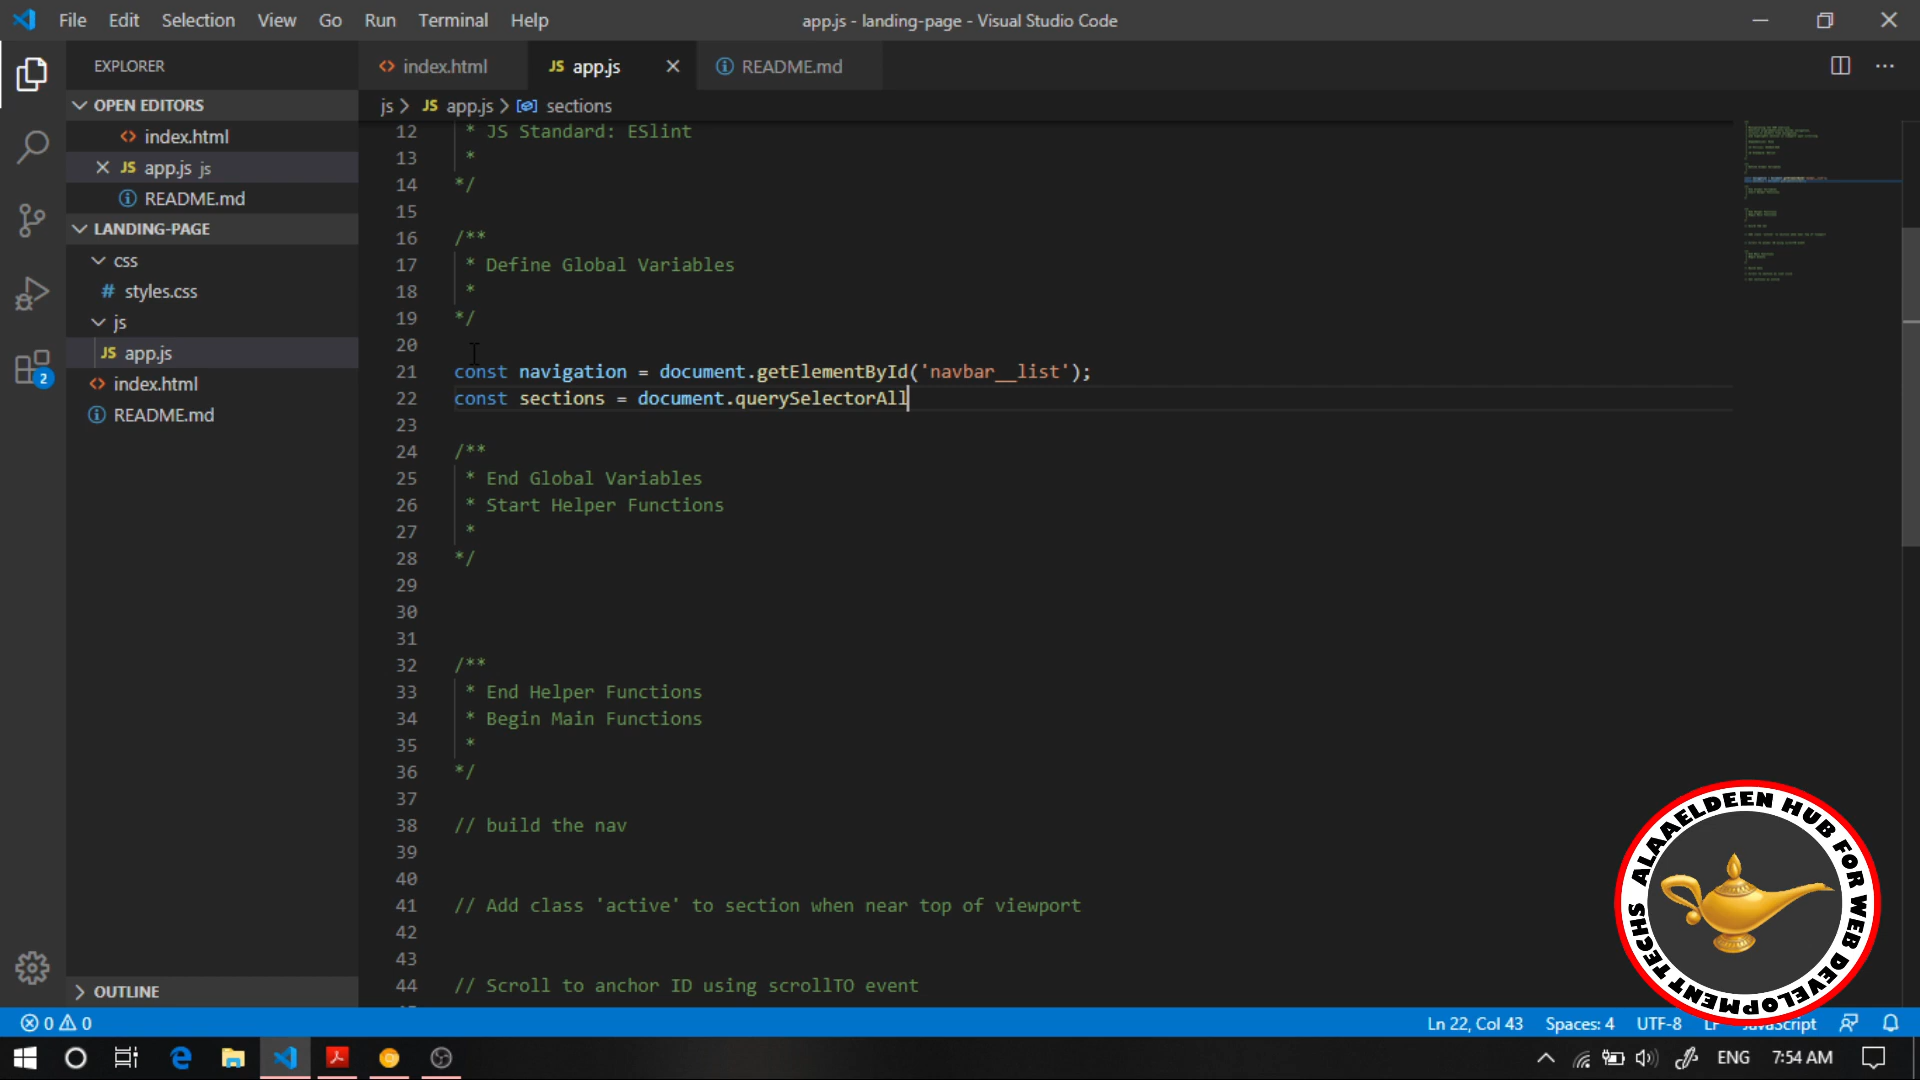 File Edit Selection View Go Run Terminal Help
app.js - landing-page - Visual Studio Code
EXPLORER
OPEN EDITORS
index.html
app.js js
README.md
LANDING-PAGE
css
# styles.css
js
JS app.js
index.html
README.md
OUTLINE
index.html
JS app.js
README.md
js > JS app.js > sections
12 * JS Standard: ESlint
13 *
14 */
15
16 /**
17 * Define Global Variables
18 *
19 */
20
21 const navigation = document.getElementById('navbar__list');
22 const sections = document.querySelectorAll
23
24 /**
25 * End Global Variables
26 * Start Helper Functions
27 *
28 */
29
30
31
32 /**
33 * End Helper Functions
34 * Begin Main Functions
35 *
36 */
37
38 // build the nav
39
40
41 // Add class 'active' to section when near top of viewport
42
43
44 // Scroll to anchor ID using scrollTO event
ALAAELDEEN HUB FOR WEB DEVELOPMENT TECHS
0 0
Ln 22, Col 43 Spaces: 4 UTF-8 LF JavaScript
2
ENG 7:54 AM